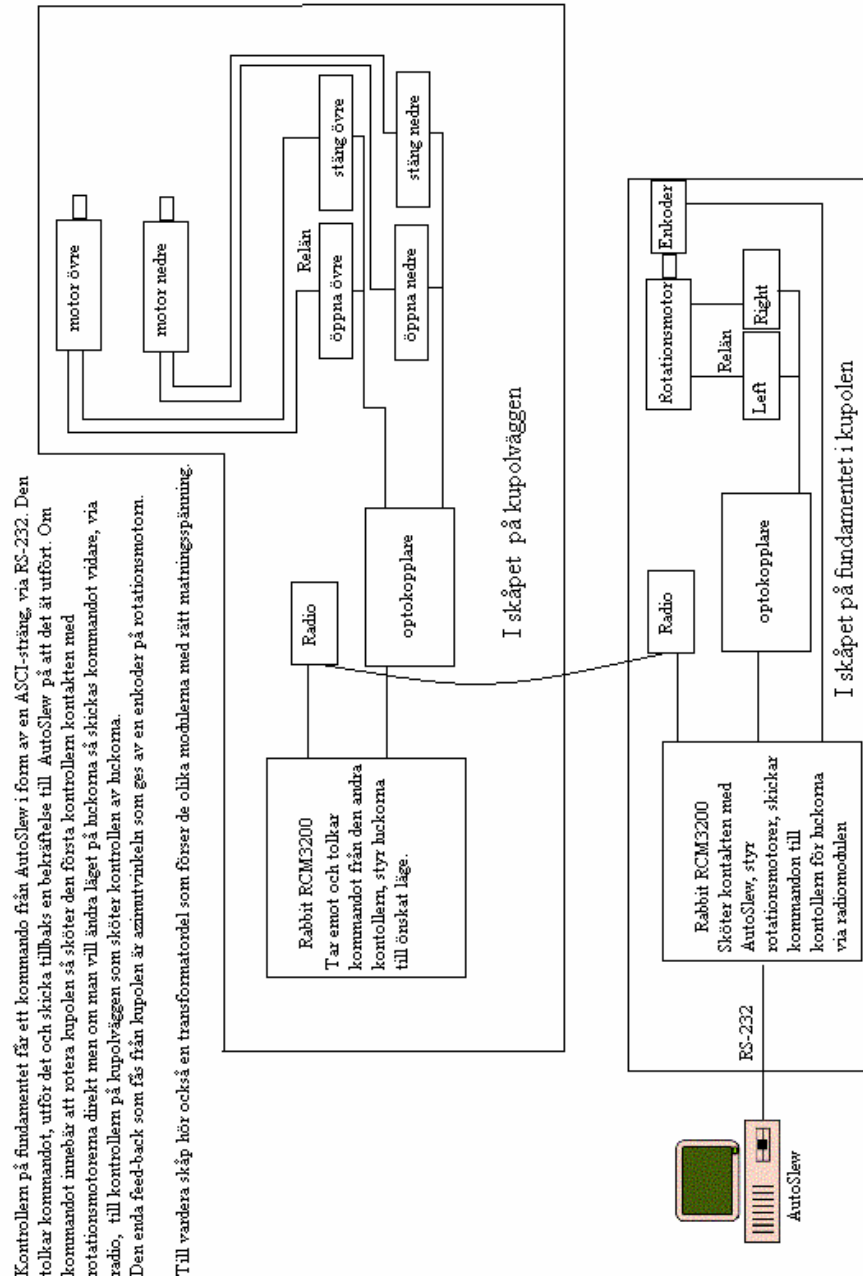 Kontrollern på fundamentet får ett kommando från AutoSlew i form av en ASCI-sträng, via RS-232. Den
tolkar kommandot, utför det och skicka tillbaks en bekräftelse till AutoSlew på att det ät utfört. Om
kommandot innebär att rotera kupolen så sköter den första kontrollern kontakten med
rotationsmotorerna direkt men om man vill ändra läget på luckorna så skickas kommandot vidare, via
radio, till kontrollern på kupolväggen som sköter kontrollen av luckorna.
Den enda feed-back som fås från kupolen är azimutvinkeln som ges av en enkoder på rotationsmotorn.
Till vardera skåp hör också en transformatordel som förser de olika modulerna med rätt matningsspänning.
motor övre
motor nedre
Relän
öppna övre
stäng övre
öppna nedre
stäng nedre
Radio
optokopplare
Rabbit RCM3200
Tar emot och tolkar
kommandot från den andra
kontollern, styr luckorna
till önskat läge.
I skåpet på kupolväggen
Rotationsmotor
Enkoder
Relän
Left
Right
Radio
optokopplare
Rabbit RCM3200
Sköter kontakten med
AutoSlew, styr
rotationsmotorer, skickar
kommandon till
kontollern för luckorna
via radiomodulen
I skåpet på fundamentet i kupolen
RS-232
AutoSlew